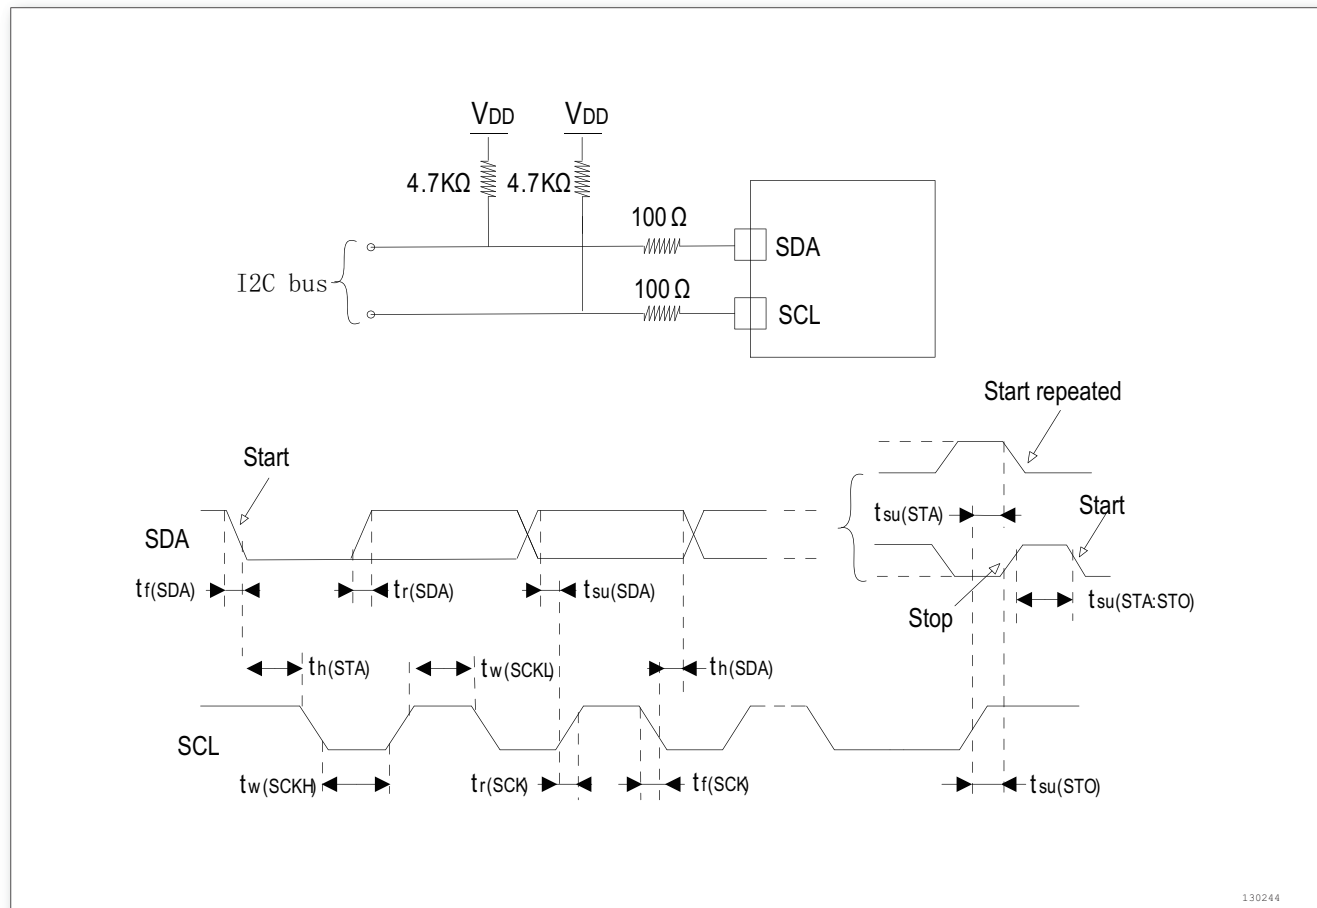 VDD VDD
4.7KΩ 4.7KΩ
100 Ω
SDA
I2C bus
100 Ω
SCL
Start repeated
Start
tsu(STA)
Start
SDA
tf(SDA) tr(SDA) tsu(SDA)
Stop
tsu(STA:STO)
th(STA) tw(SCKL) th(SDA)
SCL
tw(SCKH) tr(SCK) tf(SCK) tsu(STO)
130244